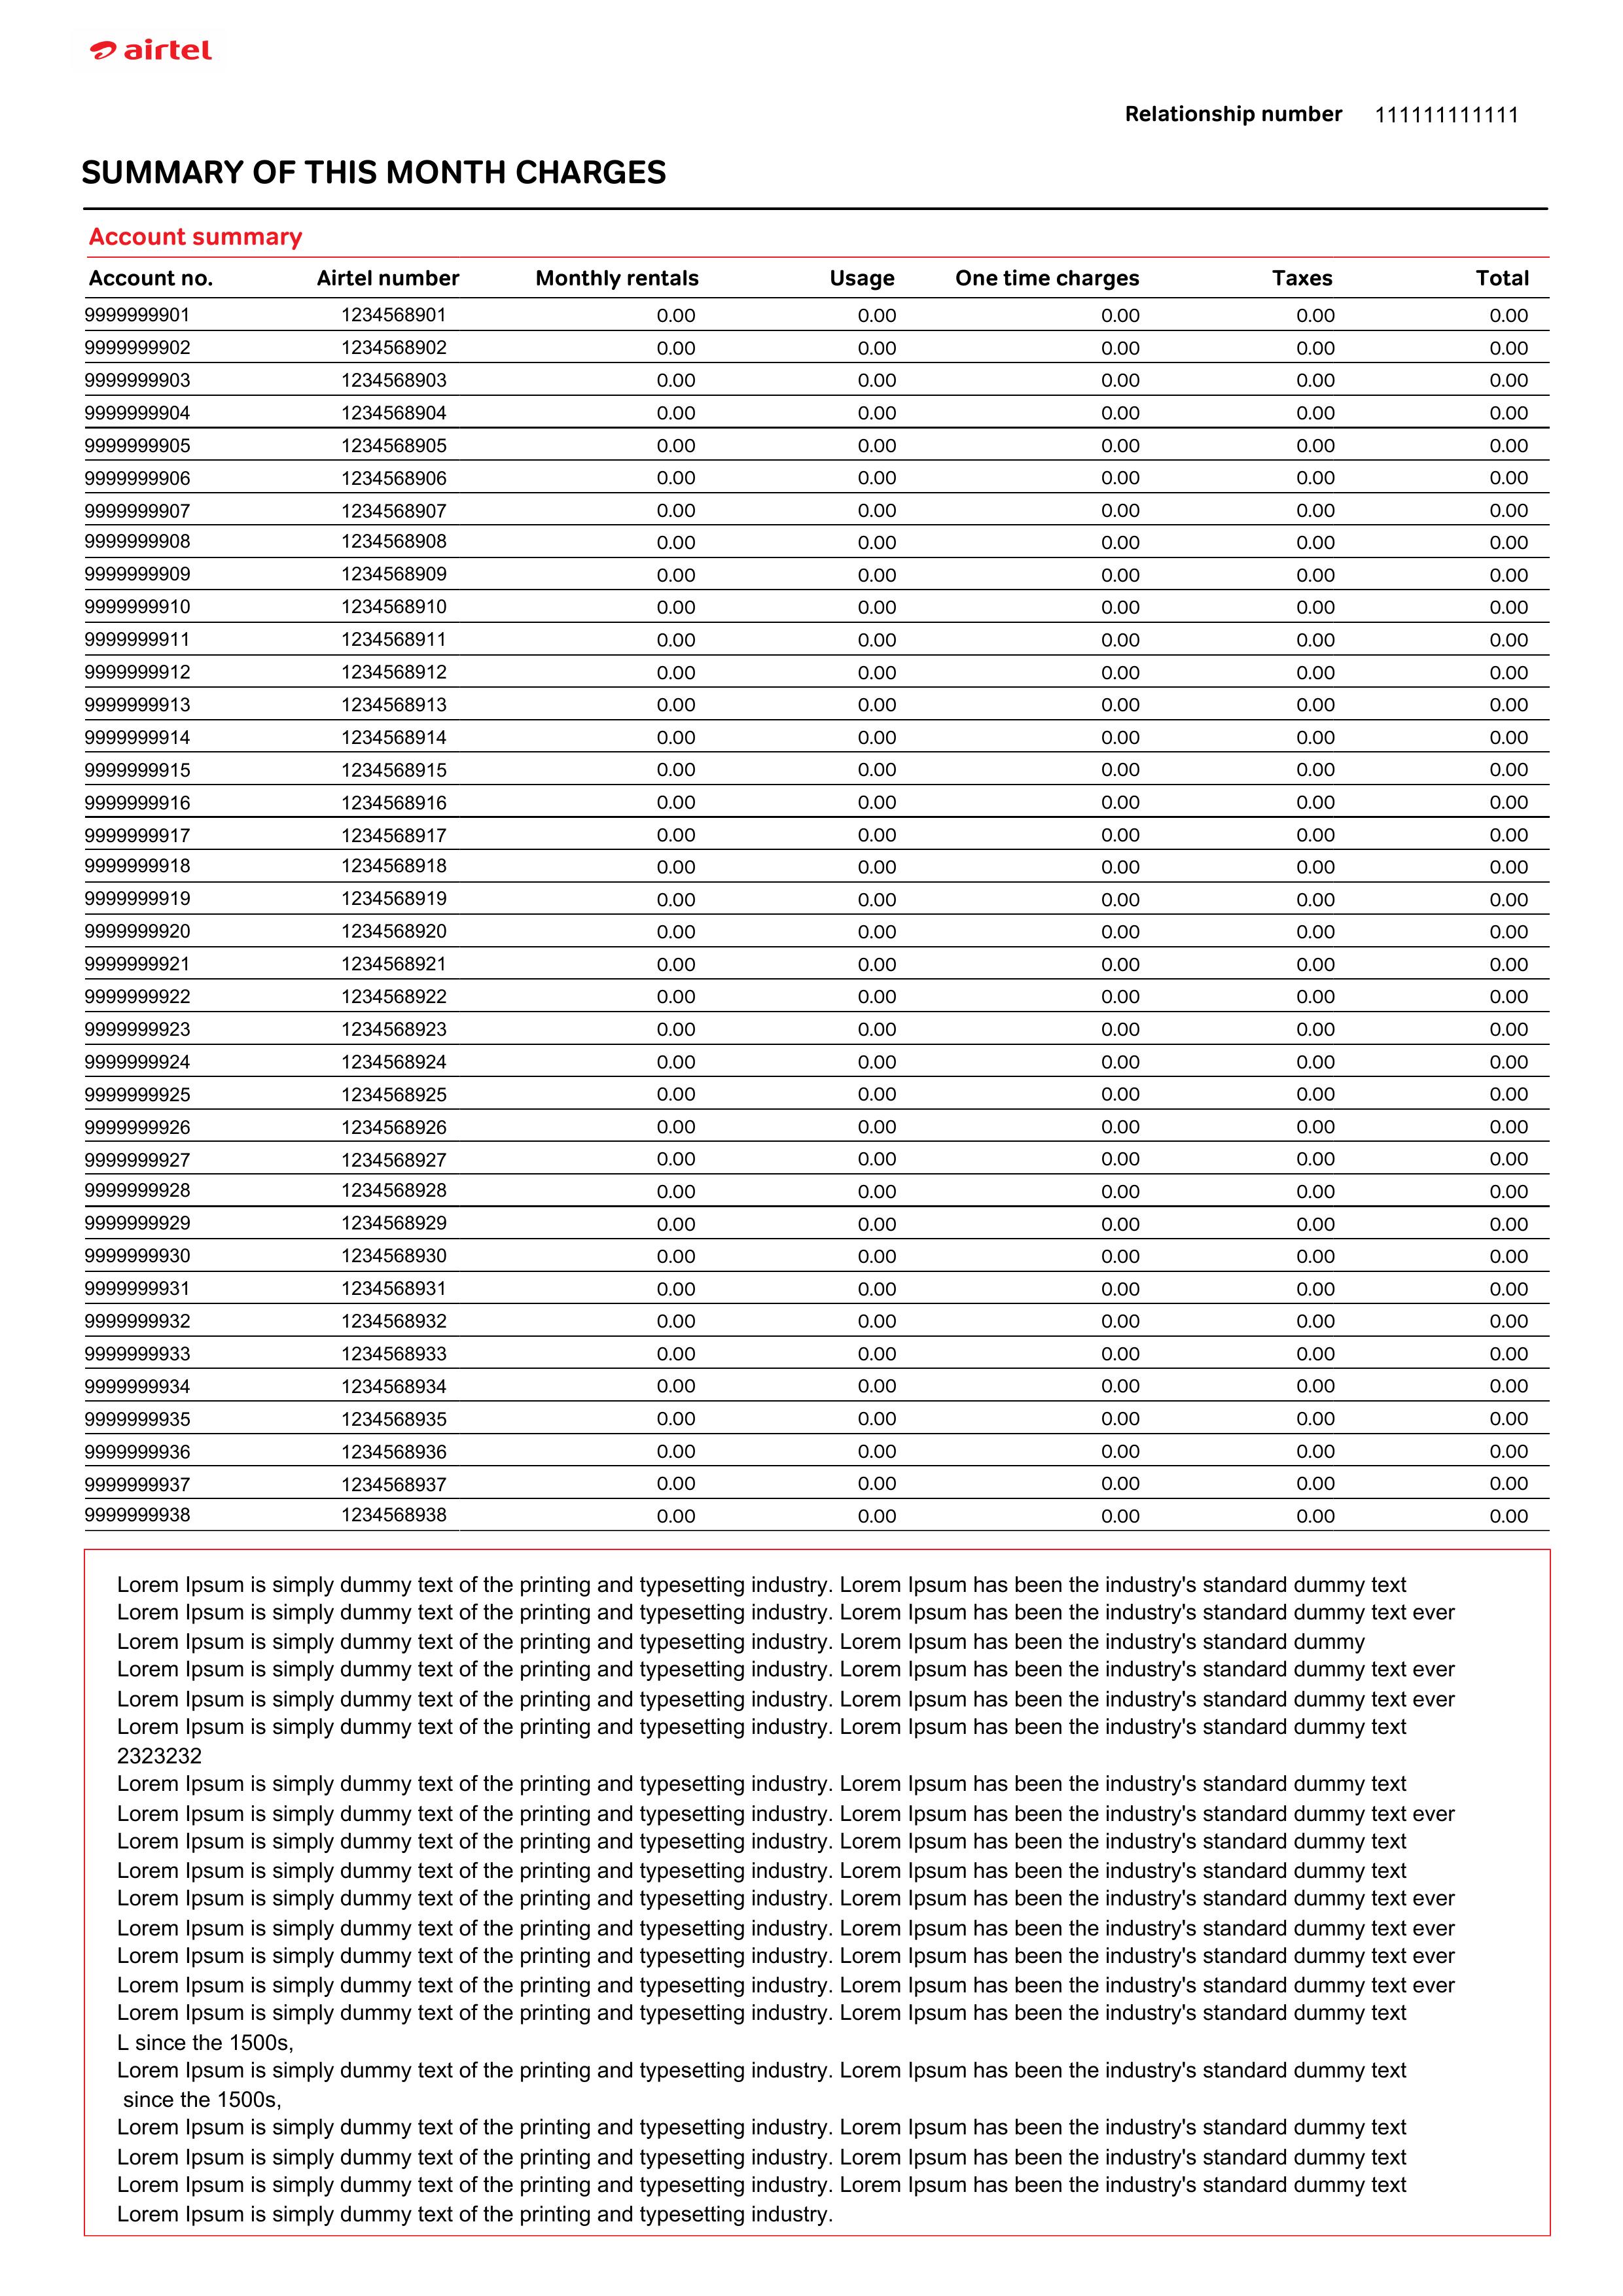 airtel
Relationship number 111111111111
SUMMARY OF THIS MONTH CHARGES
Account summary
Account no. Airtel number Monthly rentals Usage One time charges Taxes Total
9999999901 1234568901 0.00 0.00 0.00 0.00 0.00
9999999902 1234568902 0.00 0.00 0.00 0.00 0.00
9999999903 1234568903 0.00 0.00 0.00 0.00 0.00
9999999904 1234568904 0.00 0.00 0.00 0.00 0.00
9999999905 1234568905 0.00 0.00 0.00 0.00 0.00
9999999906 1234568906 0.00 0.00 0.00 0.00 0.00
9999999907 1234568907 0.00 0.00 0.00 0.00 0.00
9999999908 1234568908 0.00 0.00 0.00 0.00 0.00
9999999909 1234568909 0.00 0.00 0.00 0.00 0.00
9999999910 1234568910 0.00 0.00 0.00 0.00 0.00
9999999911 1234568911 0.00 0.00 0.00 0.00 0.00
9999999912 1234568912 0.00 0.00 0.00 0.00 0.00
9999999913 1234568913 0.00 0.00 0.00 0.00 0.00
9999999914 1234568914 0.00 0.00 0.00 0.00 0.00
9999999915 1234568915 0.00 0.00 0.00 0.00 0.00
9999999916 1234568916 0.00 0.00 0.00 0.00 0.00
9999999917 1234568917 0.00 0.00 0.00 0.00 0.00
9999999918 1234568918 0.00 0.00 0.00 0.00 0.00
9999999919 1234568919 0.00 0.00 0.00 0.00 0.00
9999999920 1234568920 0.00 0.00 0.00 0.00 0.00
9999999921 1234568921 0.00 0.00 0.00 0.00 0.00
9999999922 1234568922 0.00 0.00 0.00 0.00 0.00
9999999923 1234568923 0.00 0.00 0.00 0.00 0.00
9999999924 1234568924 0.00 0.00 0.00 0.00 0.00
9999999925 1234568925 0.00 0.00 0.00 0.00 0.00
9999999926 1234568926 0.00 0.00 0.00 0.00 0.00
9999999927 1234568927 0.00 0.00 0.00 0.00 0.00
9999999928 1234568928 0.00 0.00 0.00 0.00 0.00
9999999929 1234568929 0.00 0.00 0.00 0.00 0.00
9999999930 1234568930 0.00 0.00 0.00 0.00 0.00
9999999931 1234568931 0.00 0.00 0.00 0.00 0.00
9999999932 1234568932 0.00 0.00 0.00 0.00 0.00
9999999933 1234568933 0.00 0.00 0.00 0.00 0.00
9999999934 1234568934 0.00 0.00 0.00 0.00 0.00
9999999935 1234568935 0.00 0.00 0.00 0.00 0.00
9999999936 1234568936 0.00 0.00 0.00 0.00 0.00
9999999937 1234568937 0.00 0.00 0.00 0.00 0.00
9999999938 1234568938 0.00 0.00 0.00 0.00 0.00
Lorem Ipsum is simply dummy text of the printing and typesetting industry. Lorem Ipsum has been the industry's standard dummy text
Lorem Ipsum is simply dummy text of the printing and typesetting industry. Lorem Ipsum has been the industry's standard dummy text ever
Lorem Ipsum is simply dummy text of the printing and typesetting industry. Lorem Ipsum has been the industry's standard dummy
Lorem Ipsum is simply dummy text of the printing and typesetting industry. Lorem Ipsum has been the industry's standard dummy text ever
Lorem Ipsum is simply dummy text of the printing and typesetting industry. Lorem Ipsum has been the industry's standard dummy text ever
Lorem Ipsum is simply dummy text of the printing and typesetting industry. Lorem Ipsum has been the industry's standard dummy text
2323232
Lorem Ipsum is simply dummy text of the printing and typesetting industry. Lorem Ipsum has been the industry's standard dummy text
Lorem Ipsum is simply dummy text of the printing and typesetting industry. Lorem Ipsum has been the industry's standard dummy text ever
Lorem Ipsum is simply dummy text of the printing and typesetting industry. Lorem Ipsum has been the industry's standard dummy text
Lorem Ipsum is simply dummy text of the printing and typesetting industry. Lorem Ipsum has been the industry's standard dummy text
Lorem Ipsum is simply dummy text of the printing and typesetting industry. Lorem Ipsum has been the industry's standard dummy text ever
Lorem Ipsum is simply dummy text of the printing and typesetting industry. Lorem Ipsum has been the industry's standard dummy text ever
Lorem Ipsum is simply dummy text of the printing and typesetting industry. Lorem Ipsum has been the industry's standard dummy text ever
Lorem Ipsum is simply dummy text of the printing and typesetting industry. Lorem Ipsum has been the industry's standard dummy text ever
Lorem Ipsum is simply dummy text of the printing and typesetting industry. Lorem Ipsum has been the industry's standard dummy text
L since the 1500s,
Lorem Ipsum is simply dummy text of the printing and typesetting industry. Lorem Ipsum has been the industry's standard dummy text
since the 1500s,
Lorem Ipsum is simply dummy text of the printing and typesetting industry. Lorem Ipsum has been the industry's standard dummy text
Lorem Ipsum is simply dummy text of the printing and typesetting industry. Lorem Ipsum has been the industry's standard dummy text
Lorem Ipsum is simply dummy text of the printing and typesetting industry. Lorem Ipsum has been the industry's standard dummy text
Lorem Ipsum is simply dummy text of the printing and typesetting industry.